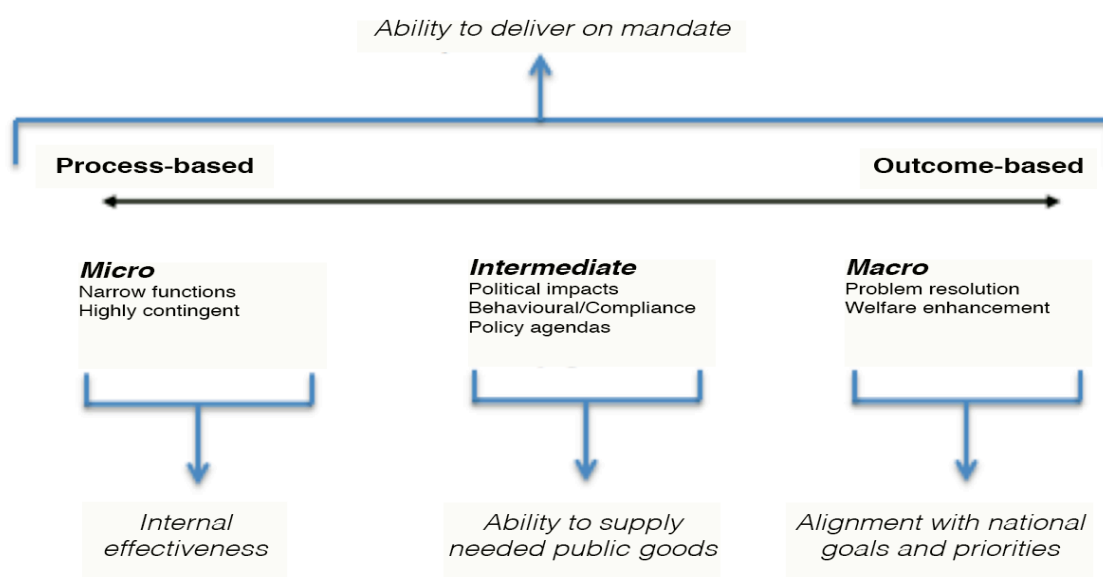 Ability to deliver on mandate
Process-based
Outcome-based
Micro
Narrow functions
Highly contingent
Intermediate
Political impacts
Behavioural/Compliance
Policy agendas
Macro
Problem resolution
Welfare enhancement
Internal
effectiveness
Ability to supply
needed public goods
Alignment with national
goals and priorities